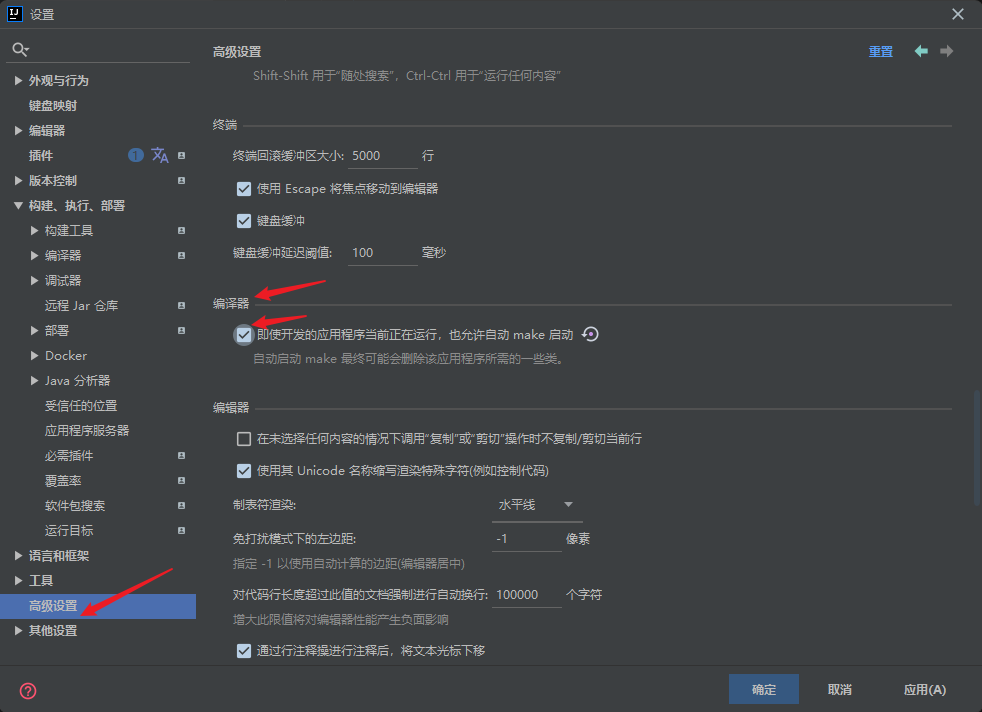 设置
外观与行为
键盘映射
编辑器
插件 1
版本控制
构建、执行、部署
构建工具
编译器
调试器
远程 Jar 仓库
部署
Docker
Java 分析器
受信任的位置
应用程序服务器
必需插件
覆盖率
软件包搜索
运行目标
语言和框架
工具
高级设置
其他设置
高级设置 重置
Shift-Shift 用于“随处搜索”，Ctrl-Ctrl 用于“运行任何内容”
终端
终端回滚缓冲区大小: 5000 行
使用 Escape 将焦点移动到编辑器
键盘缓冲
键盘缓冲延迟阈值: 100 毫秒
编译器
即使开发的应用程序当前正在运行，也允许自动 make 启动
自动启动 make 最终可能会删除该应用程序所需的一些类。
编辑器
在未选择任何内容的情况下调用“复制”或“剪切”操作时不复制/剪切当前行
使用其 Unicode 名称缩写渲染特殊字符(例如控制代码)
制表符渲染: 水平线
免打扰模式下的左边距: -1 像素
指定 -1 以使用自动计算的边距(编辑器居中)
对代码行长度超过此值的文档强制进行自动换行: 100000 个字符
增大此限值将对编辑器性能产生负面影响
通过行注释操进行注释后，将文本光标下移
? 确定 取消 应用(A)